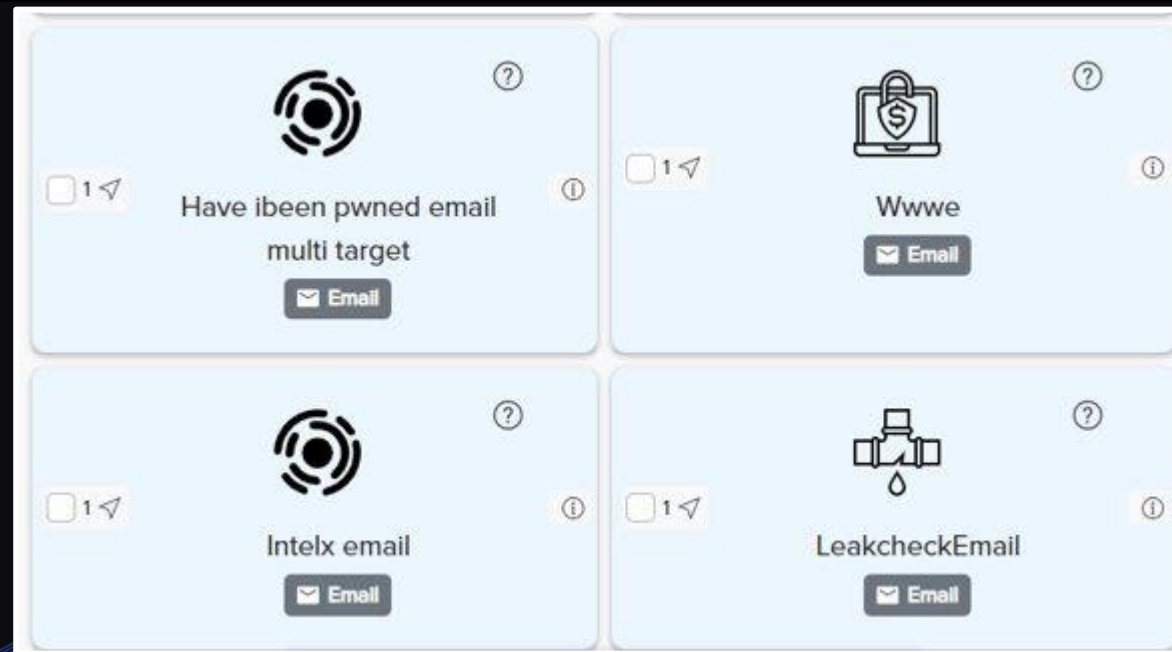 ?
1
Have ibeen pwned email
multi target
Email
?
1
Wwwe
$
Email
?
1
Intelx email
Email
?
1
LeakcheckEmail
Email